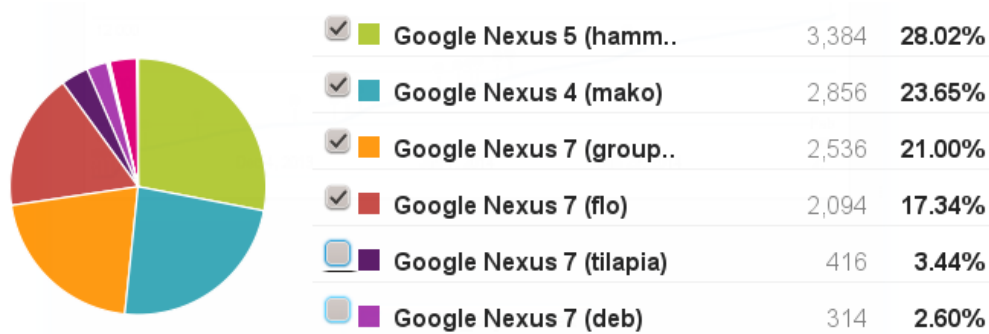 Google Nexus 5 (hamm.. 3,384 28.02%
Google Nexus 4 (mako) 2,856 23.65%
Google Nexus 7 (group.. 2,536 21.00%
Google Nexus 7 (flo) 2,094 17.34%
Google Nexus 7 (tilapia) 416 3.44%
Google Nexus 7 (deb) 314 2.60%